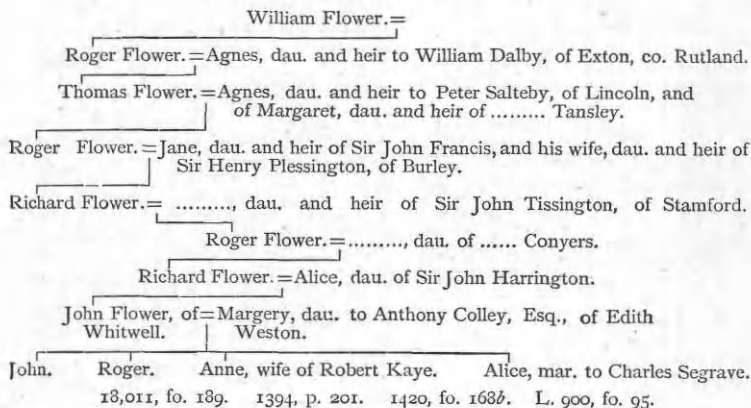 William Flower.=
Roger Flower.=Agnes, dau. and heir to William Dalby, of Exton, co. Rutland.
Thomas Flower.=Agnes, dau. and heir to Peter Salteby, of Lincoln, and
of Margaret, dau. and heir of ......... Tansley.
Roger Flower.=Jane, dau. and heir of Sir John Francis, and his wife, dau. and heir of
Sir Henry Plessington, of Burley.
Richard Flower.= ........., dau. and heir of Sir John Tissington, of Stamford.
Roger Flower.=........., dau. of ...... Conyers.
Richard Flower.=Alice, dau. of Sir John Harrington.
John Flower, of=Margery, dau. to Anthony Colley, Esq., of Edith
Whitwell. Weston.
John. Roger. Anne, wife of Robert Kaye. Alice, mar. to Charles Segrave.
18,011, fo. 189. 1394, p. 201. 1420, fo. 168b. L. 900, fo. 95.